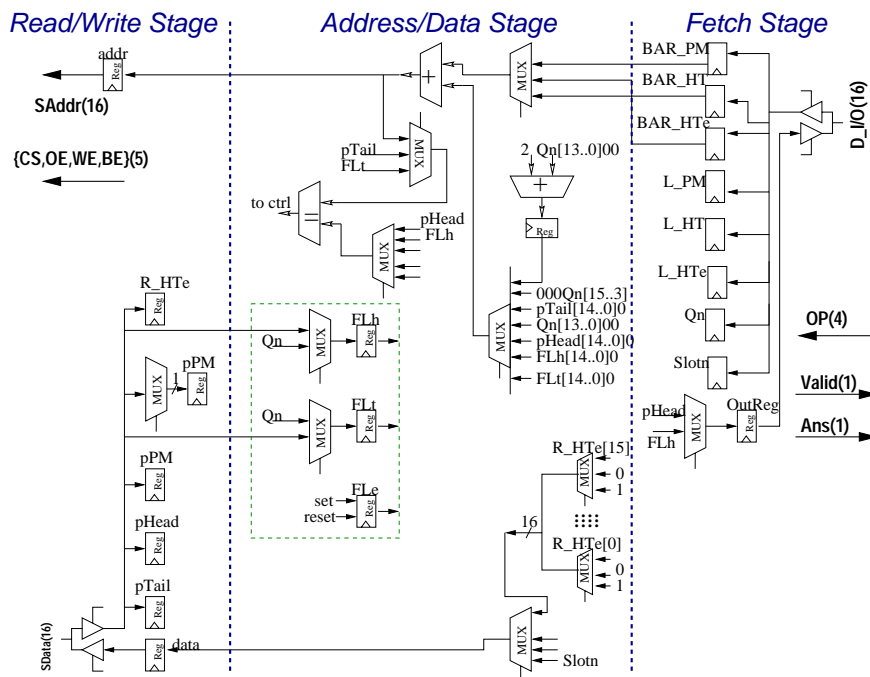 Read/Write Stage
Address/Data Stage
Fetch Stage
addr
Reg
SAddr(16)
{CS,OE,WE,BE}(5)
+
MUX
pTail
FLt
MUX
to ctrl
=
pHead
FLh
MUX
2 Qn[13..0]00
+
Reg
000Qn[15..3]
pTail[14..0]0
Qn[13..0]00
pHead[14..0]0
FLh[14..0]0
FLt[14..0]0
MUX
BAR_PM
BAR_HT
BAR_HTe
L_PM
L_HT
L_HTe
Qn
Slotn
D_I/O(16)
OP(4)
Valid(1)
Ans(1)
pHead
FLh
MUX
OutReg
Reg
R_HTe
Reg
MUX
1
pPM
Reg
pPM
Reg
pHead
Reg
pTail
Reg
SData(16)
data
Reg
Qn
MUX
FLh
Reg
Qn
MUX
FLt
Reg
set
reset
FLe
Reg
R_HTe[15]
0
1
MUX
16
R_HTe[0]
0
1
MUX
MUX
Slotn